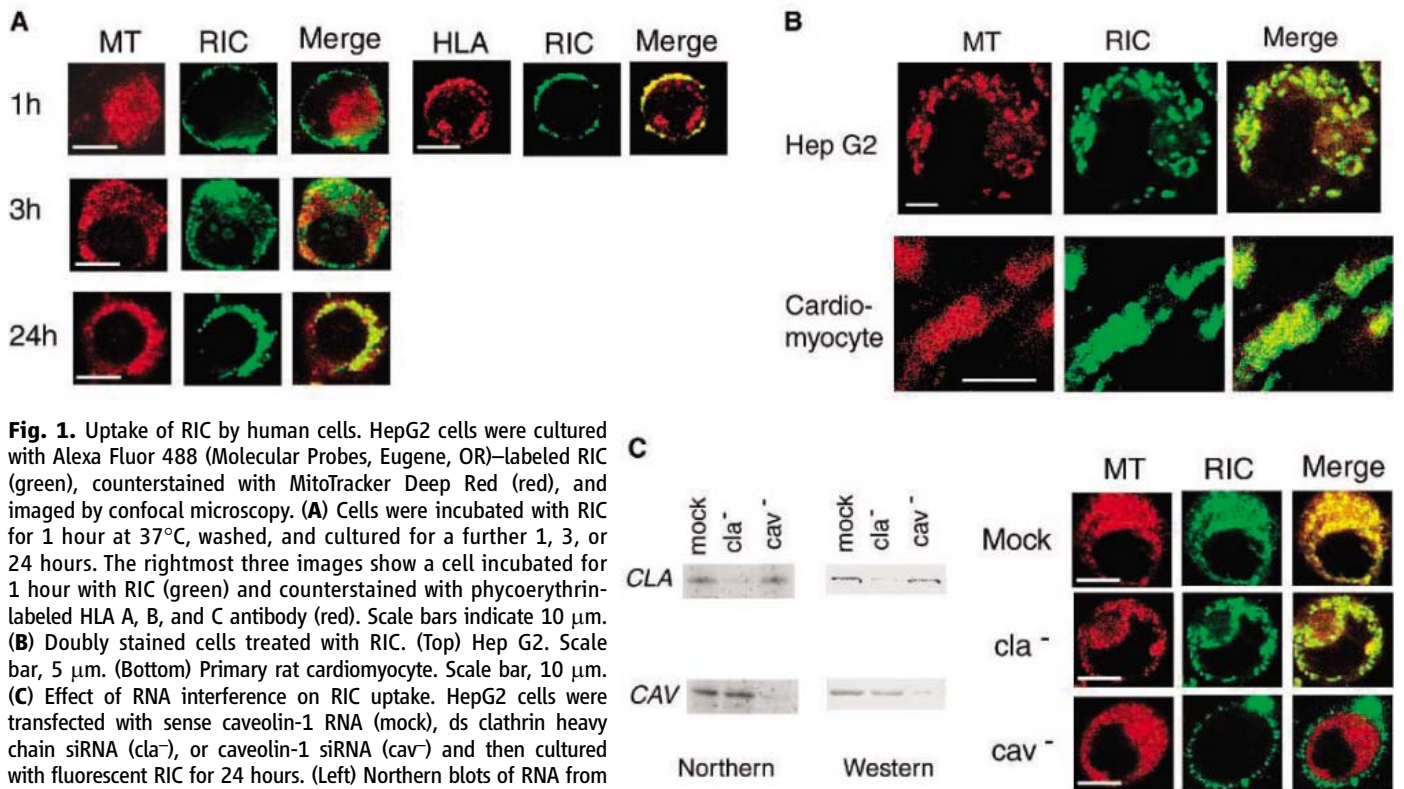 A
MT RIC Merge HLA RIC Merge
1h
3h
24h
B
MT RIC Merge
Hep G2
Cardio-
myocyte
Fig. 1. Uptake of RIC by human cells. HepG2 cells were cultured
with Alexa Fluor 488 (Molecular Probes, Eugene, OR)–labeled RIC
(green), counterstained with MitoTracker Deep Red (red), and
imaged by confocal microscopy. (A) Cells were incubated with RIC
for 1 hour at 37°C, washed, and cultured for a further 1, 3, or
24 hours. The rightmost three images show a cell incubated for
1 hour with RIC (green) and counterstained with phycoerythrin-
labeled HLA A, B, and C antibody (red). Scale bars indicate 10 μm.
(B) Doubly stained cells treated with RIC. (Top) Hep G2. Scale
bar, 5 μm. (Bottom) Primary rat cardiomyocyte. Scale bar, 10 μm.
(C) Effect of RNA interference on RIC uptake. HepG2 cells were
transfected with sense caveolin-1 RNA (mock), ds clathrin heavy
chain siRNA (cla–), or caveolin-1 siRNA (cav–) and then cultured
with fluorescent RIC for 24 hours. (Left) Northern blots of RNA from
C
mock cla- cav- mock cla- cav-
CLA
CAV
Northern Western
MT RIC Merge
Mock
cla -
cav -